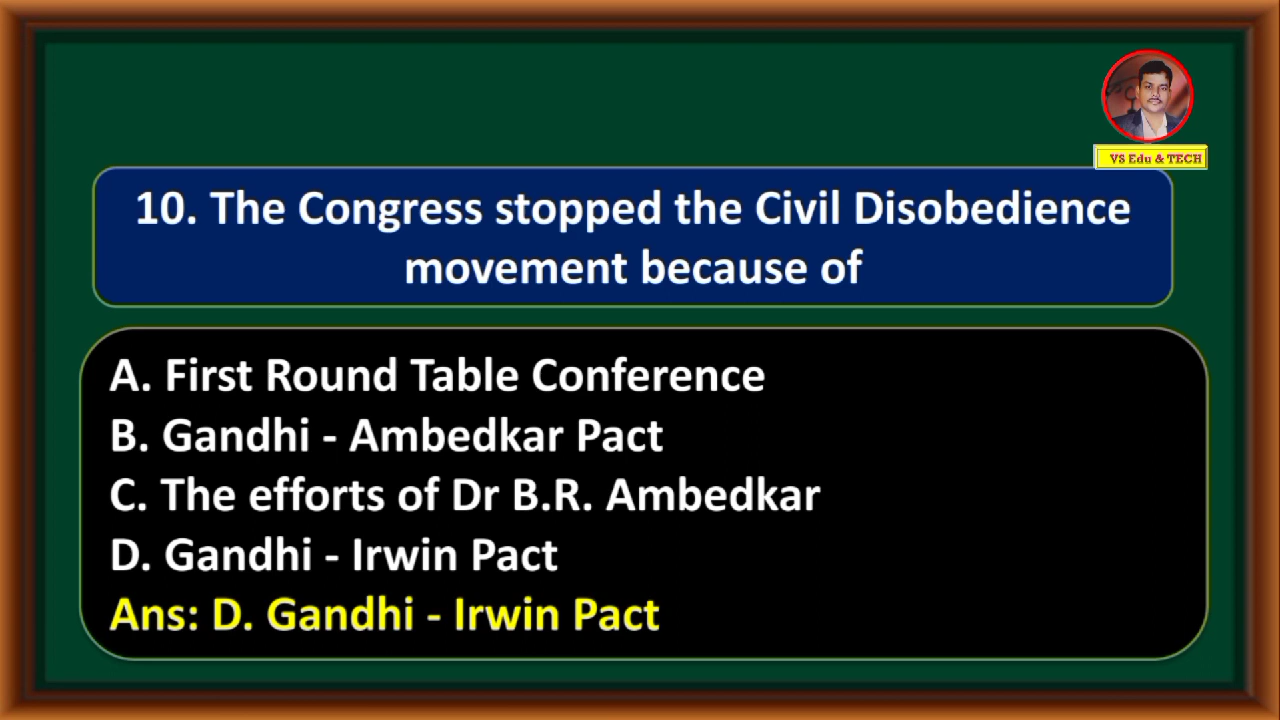 VS Edu & TECH
10. The Congress stopped the Civil Disobedience
movement because of
A. First Round Table Conference
B. Gandhi - Ambedkar Pact
C. The efforts of Dr B.R. Ambedkar
D. Gandhi - Irwin Pact
Ans: D. Gandhi - Irwin Pact